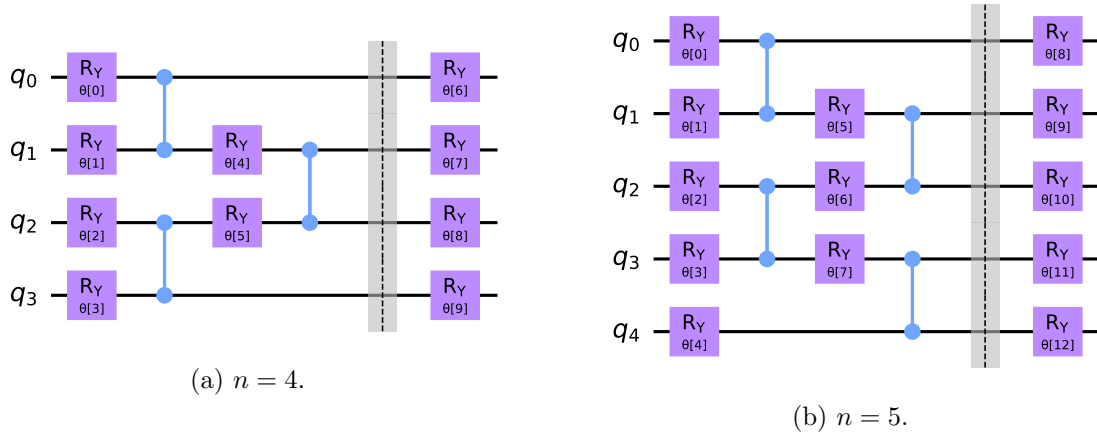 q0 RY θ[0] RY θ[6]
q1 RY θ[1] RY θ[4] RY θ[7]
q2 RY θ[2] RY θ[5] RY θ[8]
q3 RY θ[3] RY θ[9]
(a) n = 4.
q0 RY θ[0] RY θ[8]
q1 RY θ[1] RY θ[5] RY θ[9]
q2 RY θ[2] RY θ[6] RY θ[10]
q3 RY θ[3] RY θ[7] RY θ[11]
q4 RY θ[4] RY θ[12]
(b) n = 5.